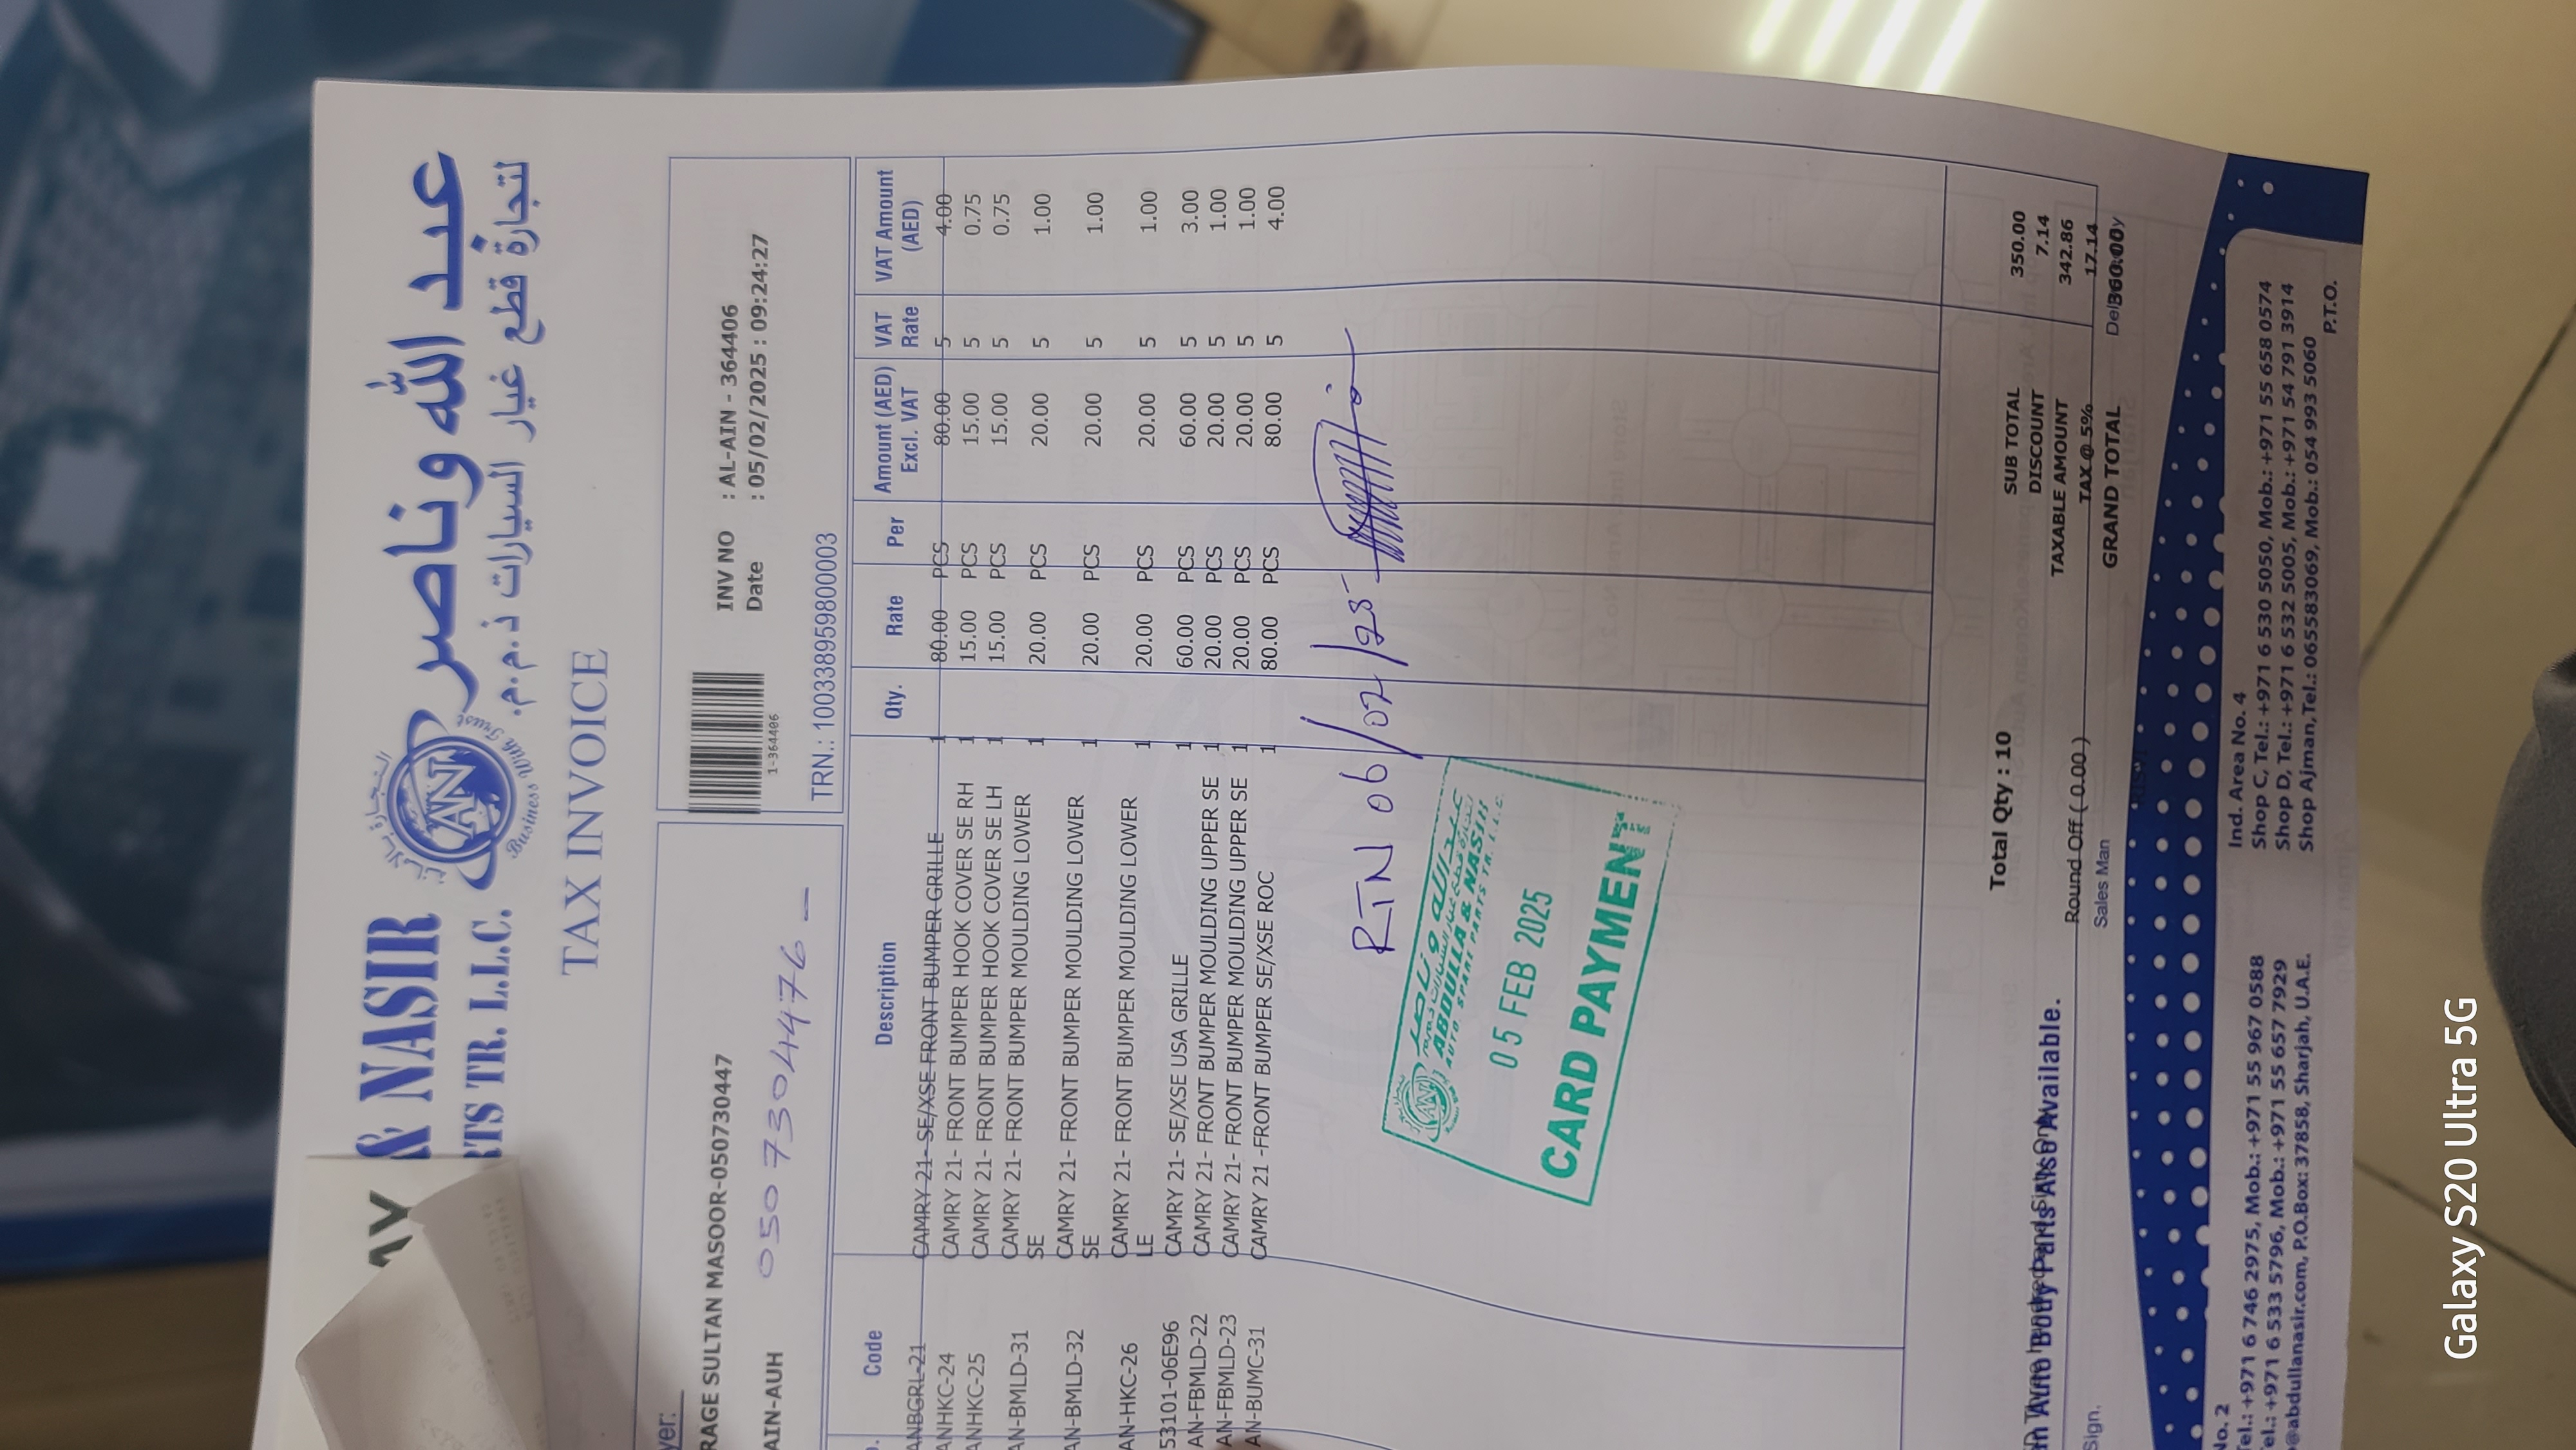 عبد الله وناصر
& NASIR
لتجارة قطع غيار السيارات ذ.م.م.
RTS TR. L.L.C.
AN
Business With Trust
TAX INVOICE
yer:
RAGE SULTAN MASOOR-050730447
AIN-AUH
050 7304476 -
1-364406
INV NO : AL-AIN - 364406
Date : 05/02/2025 : 09:24:27
TRN.: 100338959800003
Code Description Qty. Rate Per Amount (AED) Excl. VAT VAT Rate VAT Amount (AED)
ANBGRL-21 CAMRY 21- SE/XSE FRONT BUMPER GRILLE 1 80.00 PCS 80.00 5 4.00
ANHKC-24 CAMRY 21- FRONT BUMPER HOOK COVER SE RH 1 15.00 PCS 15.00 5 0.75
ANHKC-25 CAMRY 21- FRONT BUMPER HOOK COVER SE LH 1 15.00 PCS 15.00 5 0.75
AN-BMLD-31 CAMRY 21- FRONT BUMPER MOULDING LOWER 1 20.00 PCS 20.00 5 1.00
SE
AN-BMLD-32 CAMRY 21- FRONT BUMPER MOULDING LOWER 1 20.00 PCS 20.00 5 1.00
SE
AN-HKC-26 CAMRY 21- FRONT BUMPER MOULDING LOWER 1 20.00 PCS 20.00 5 1.00
LE
53101-06E96 CAMRY 21- SE/XSE USA GRILLE 1 60.00 PCS 60.00 5 3.00
AN-FBMLD-22 CAMRY 21- FRONT BUMPER MOULDING UPPER SE 1 20.00 PCS 20.00 5 1.00
AN-FBMLD-23 CAMRY 21- FRONT BUMPER MOULDING UPPER SE 1 20.00 PCS 20.00 5 1.00
AN-BUMC-31 CAMRY 21 -FRONT BUMPER SE/XSE ROC 1 80.00 PCS 80.00 5 4.00
RTN 06/02/25
عبدالله و ناصر
ABDULLA & NASIR
AUTO SPARE PARTS TR. L.L.C.
05 FEB 2025
CARD PAYMENT
Total Qty : 10
SUB TOTAL 350.00
DISCOUNT 7.14
TAXABLE AMOUNT 342.86
Round Off ( 0.00 ) TAX @ 5% 17.14
GRAND TOTAL 360.00
n Auto Body Parts Also Available.
Sign. Sales Man
No. 2
Tel.: +971 6 746 2975, Mob.: +971 55 967 0588
el.: +971 6 533 5796, Mob.: +971 55 657 7929
@abdullanasir.com, P.O.Box: 37858, Sharjah, U.A.E.
Ind. Area No. 4
Shop C, Tel.: +971 6 530 5050, Mob.: +971 55 658 0574
Shop D, Tel.: +971 6 532 5005, Mob.: +971 54 791 3914
Shop Ajman, Tel.: 065583069, Mob.: 054 993 5060
P.T.O.
Galaxy S20 Ultra 5G